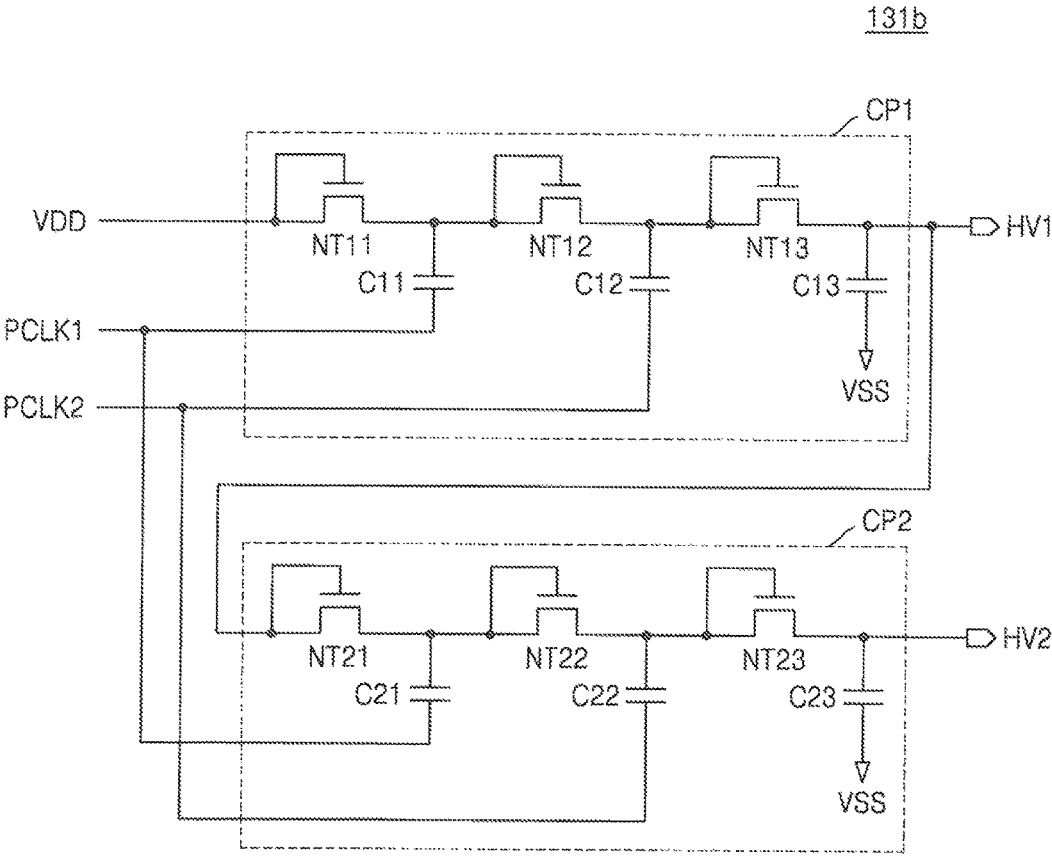 131b
CP1
VDD
NT11
NT12
NT13
HV1
C11
C12
C13
PCLK1
VSS
PCLK2
CP2
NT21
NT22
NT23
HV2
C21
C22
C23
VSS